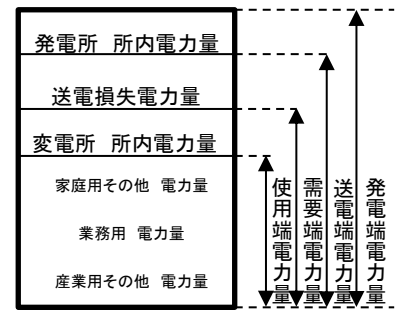 発電所 所内電力量
送電損失電力量
変電所 所内電力量
家庭用その他 電力量
業務用 電力量
産業用その他 電力量
使用端電力量
需要端電力量
送電端電力量
発電端電力量